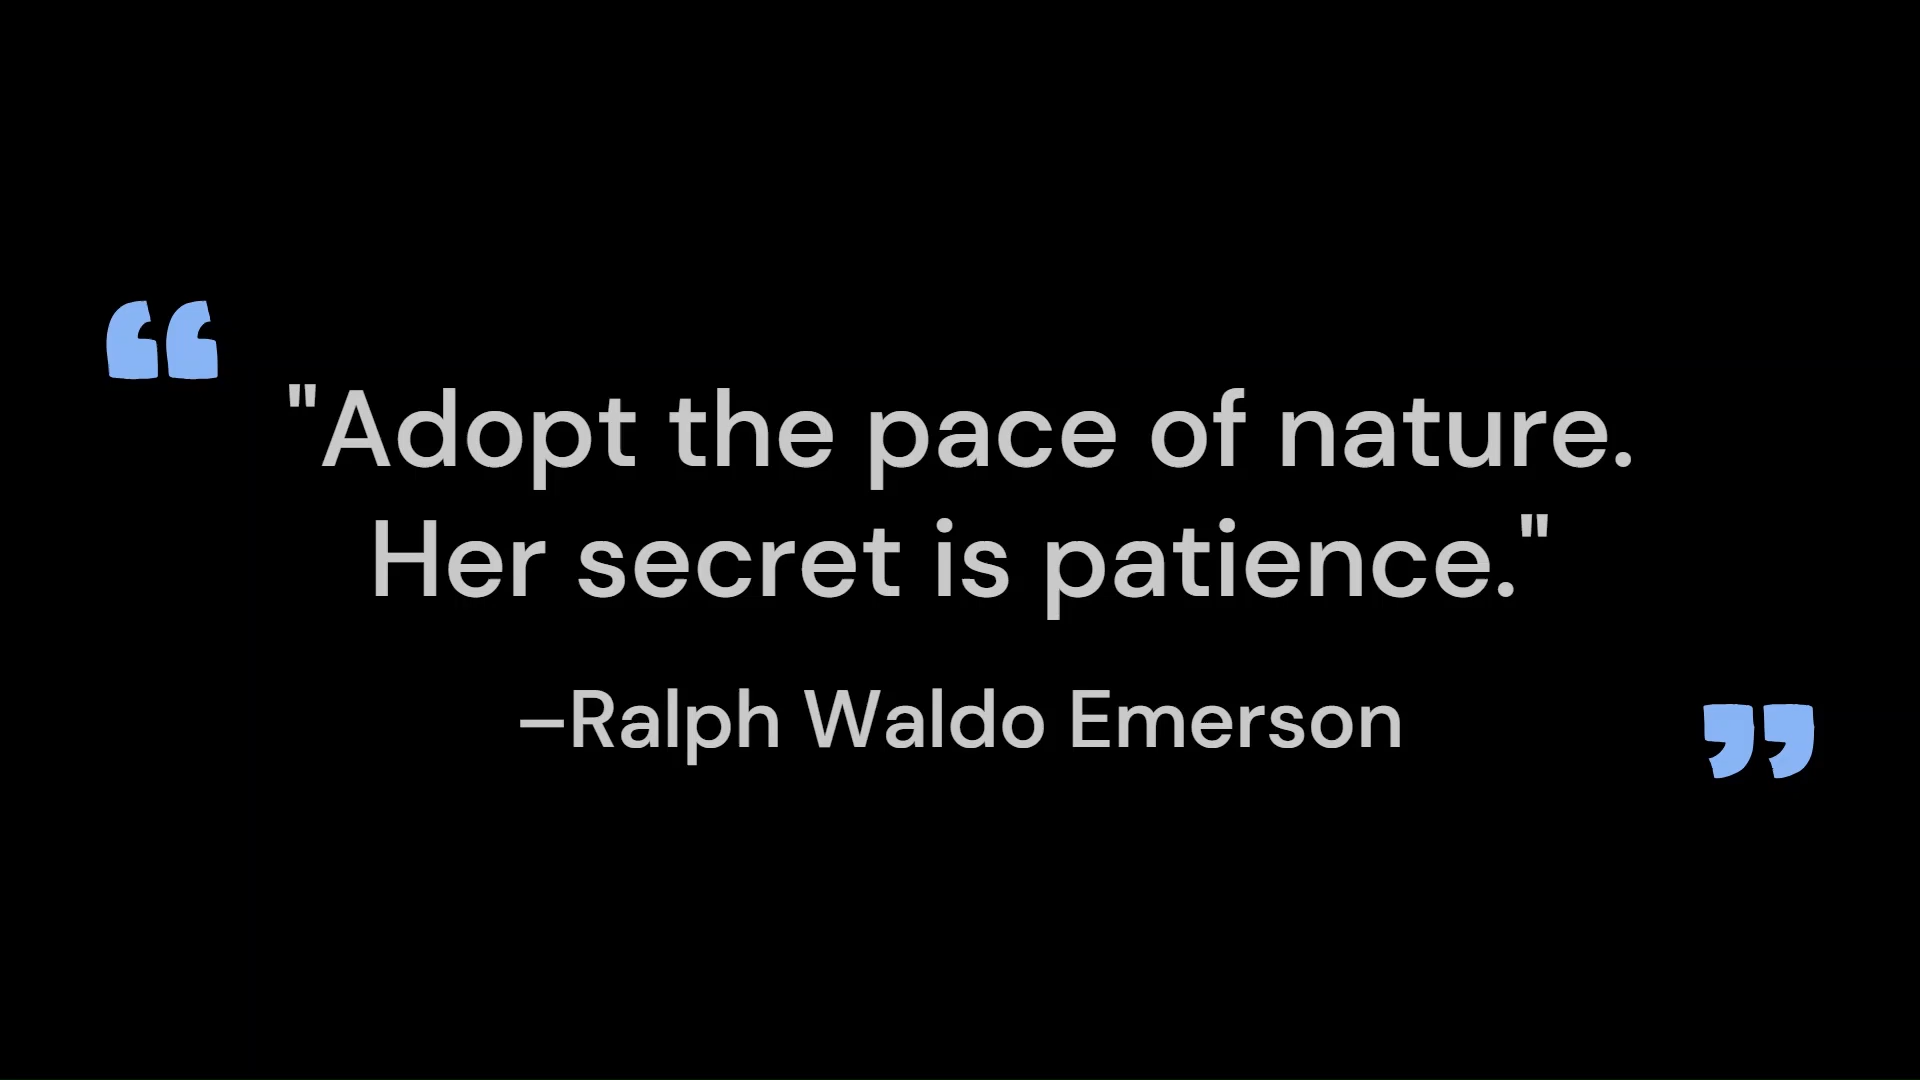 "Adopt the pace of nature.
Her secret is patience."
–Ralph Waldo Emerson